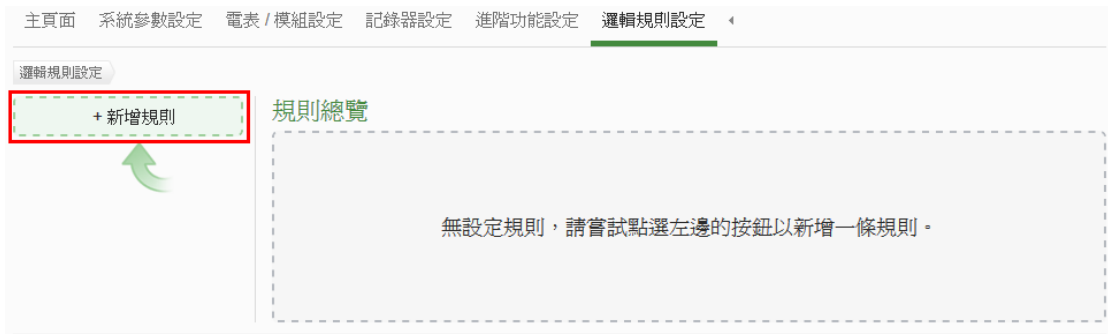 主頁面 系統參數設定 電表 / 模組設定 記錄器設定 進階功能設定 邏輯規則設定
邏輯規則設定
+ 新增規則
規則總覽
無設定規則，請嘗試點選左邊的按鈕以新增一條規則。